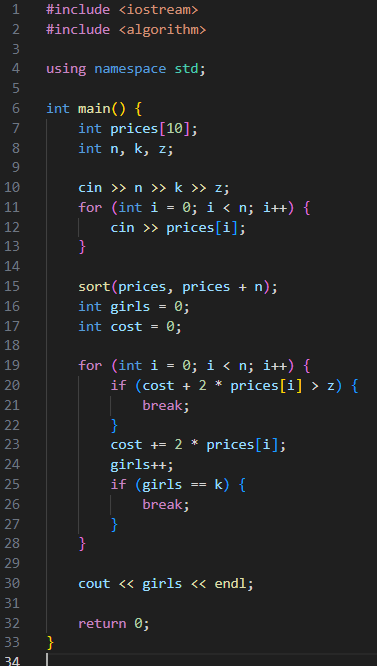 1 #include <iostream>
2 #include <algorithm>
3
4 using namespace std;
5
6 int main() {
7     int prices[10];
8     int n, k, z;
9
10     cin >> n >> k >> z;
11     for (int i = 0; i < n; i++) {
12         cin >> prices[i];
13     }
14
15     sort(prices, prices + n);
16     int girls = 0;
17     int cost = 0;
18
19     for (int i = 0; i < n; i++) {
20         if (cost + 2 * prices[i] > z) {
21             break;
22         }
23         cost += 2 * prices[i];
24         girls++;
25         if (girls == k) {
26             break;
27         }
28     }
29
30     cout << girls << endl;
31
32     return 0;
33 }
34